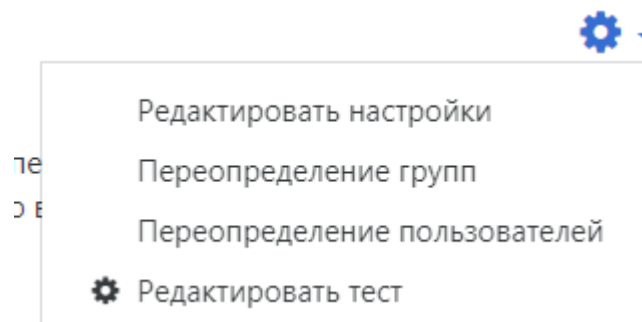 Редактировать настройки
Переопределение групп
Переопределение пользователей
Редактировать тест